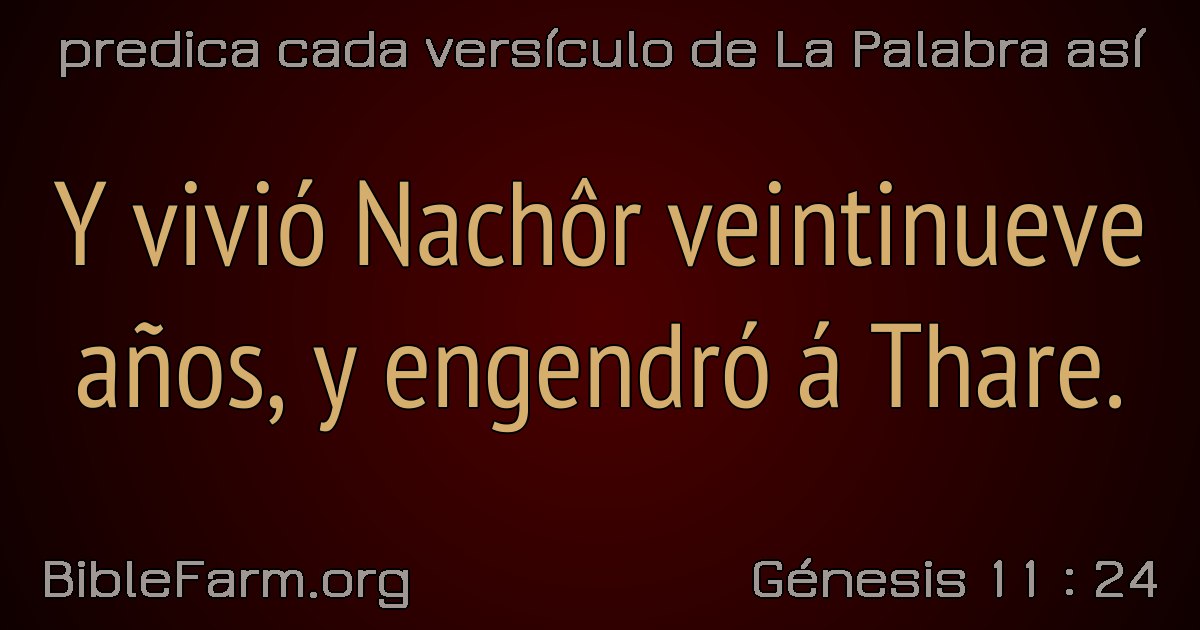 predica cada versículo de La Palabra así
Y vivió Nachôr veintinueve
años, y engendró á Thare.
BibleFarm.org
Génesis 11 : 24